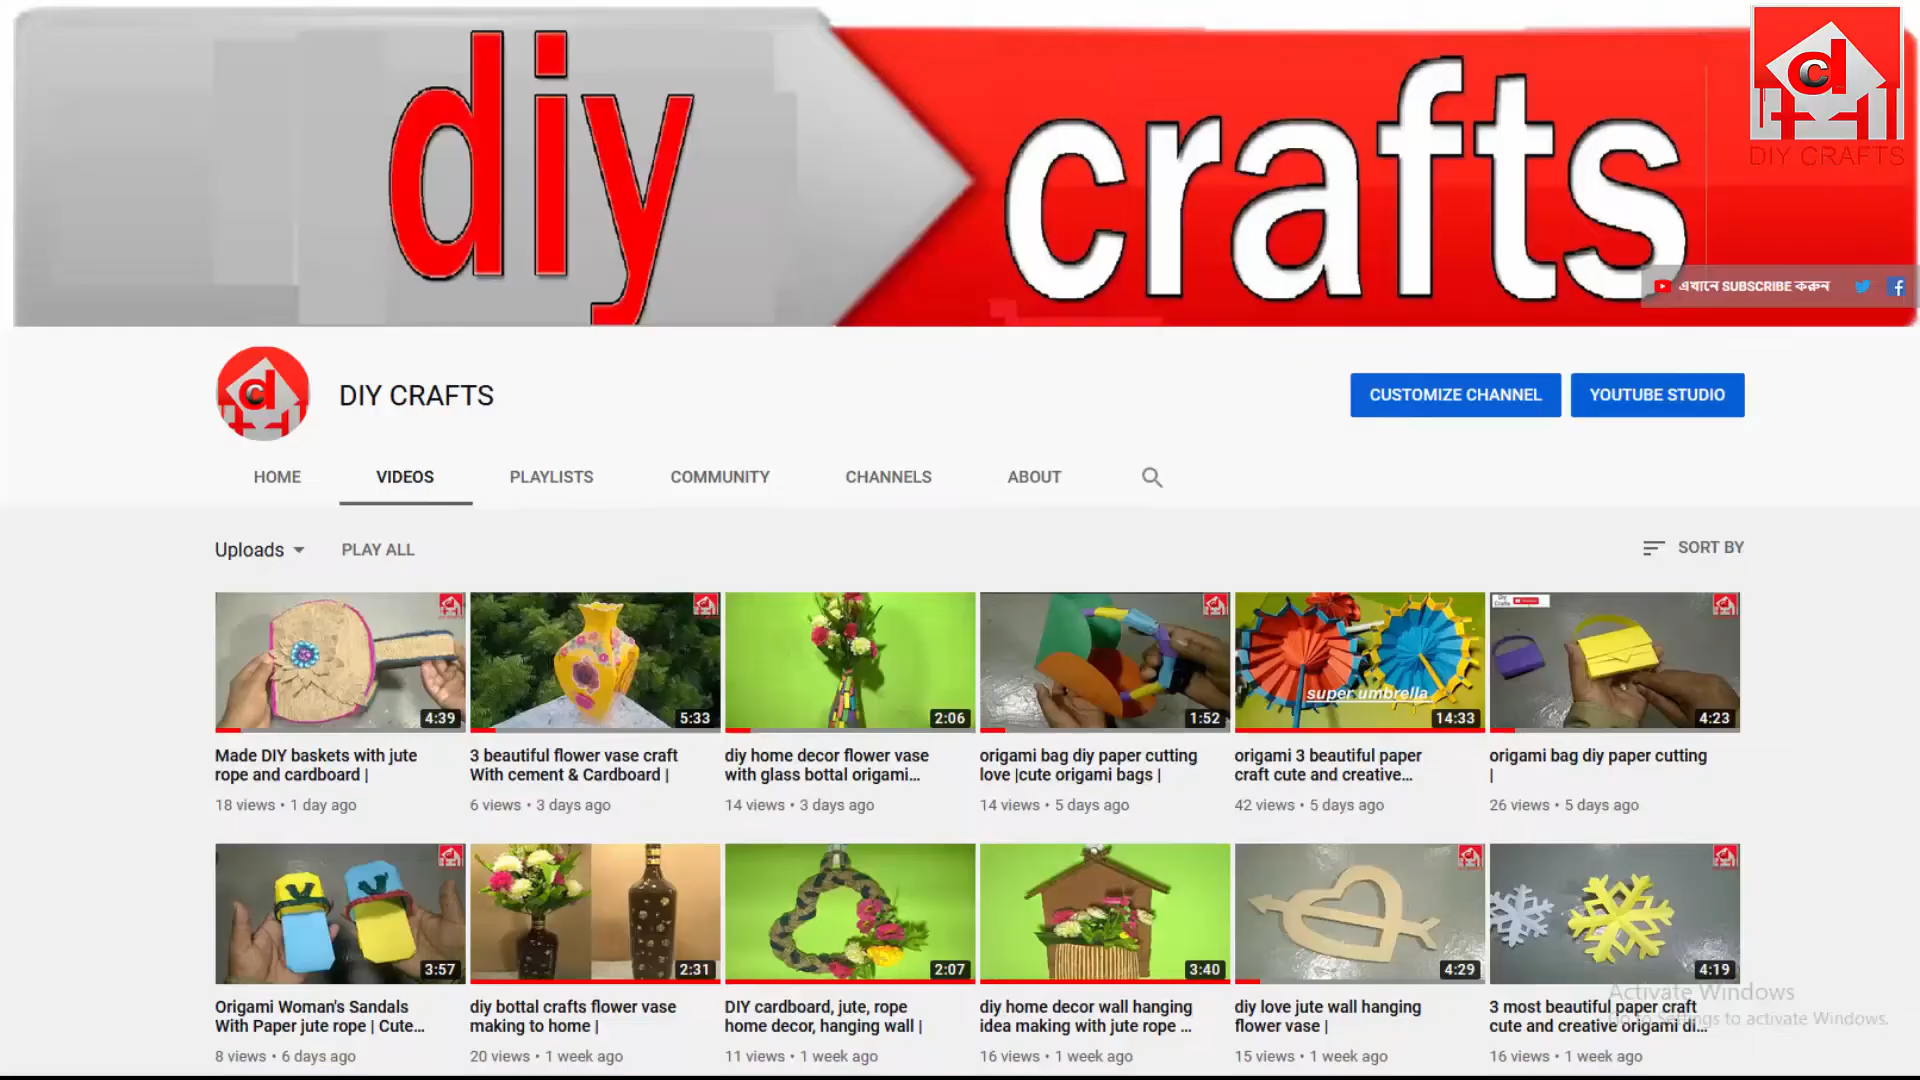 diy crafts
DIY CRAFTS
এখানে SUBSCRIBE করুন
DIY CRAFTS
CUSTOMIZE CHANNEL
YOUTUBE STUDIO
HOME
VIDEOS
PLAYLISTS
COMMUNITY
CHANNELS
ABOUT
Uploads
PLAY ALL
SORT BY
4:39
5:33
2:06
1:52
super umbrella
14:33
4:23
Made DIY baskets with jute
rope and cardboard |
18 views • 1 day ago
3 beautiful flower vase craft
With cement & Cardboard |
6 views • 3 days ago
diy home decor flower vase
with glass bottal origami...
14 views • 3 days ago
origami bag diy paper cutting
love |cute origami bags |
14 views • 5 days ago
origami 3 beautiful paper
craft cute and creative...
42 views • 5 days ago
origami bag diy paper cutting
|
26 views • 5 days ago
3:57
2:31
2:07
3:40
4:29
4:19
Origami Woman's Sandals
With Paper jute rope | Cute...
8 views • 6 days ago
diy bottal crafts flower vase
making to home |
20 views • 1 week ago
DIY cardboard, jute, rope
home decor, hanging wall |
11 views • 1 week ago
diy home decor wall hanging
idea making with jute rope ...
16 views • 1 week ago
diy love jute wall hanging
flower vase |
15 views • 1 week ago
3 most beautiful paper craft
cute and creative origami di...
16 views • 1 week ago
Activate Windows
Go to Settings to activate Windows.